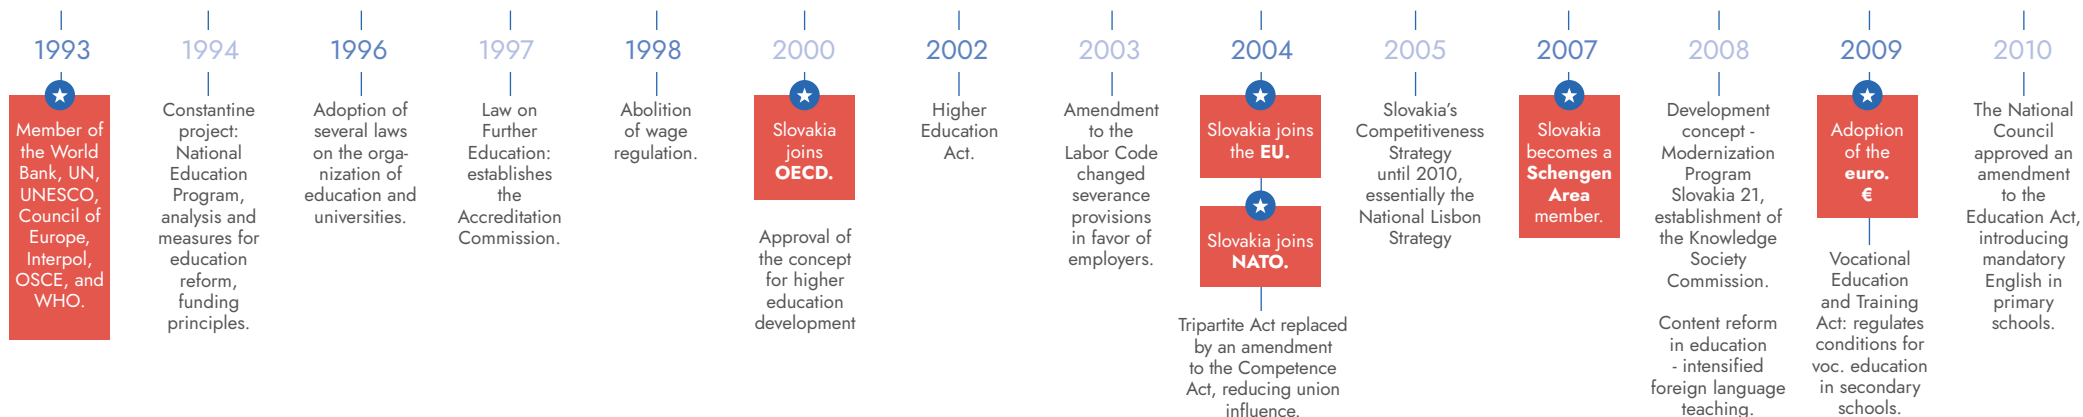 1993
Member of
the World
Bank, UN,
UNESCO,
Council of
Europe,
Interpol,
OSCE, and
WHO.
1994
Constantine
project:
National
Education
Program,
analysis and
measures for
education
reform,
funding
principles.
1996
Adoption of
several laws
on the orga-
nization of
education and
universities.
1997
Law on
Further
Education:
establishes
the
Accreditation
Commission.
1998
Abolition
of wage
regulation.
2000
Slovakia
joins
OECD.
Approval of
the concept
for higher
education
development
2002
Higher
Education
Act.
2003
Amendment
to the
Labor Code
changed
severance
provisions
in favor of
employers.
2004
Slovakia joins
the EU.
Slovakia joins
NATO.
Tripartite Act replaced
by an amendment
to the Competence
Act, reducing union
influence.
2005
Slovakia's
Competitiveness
Strategy
until 2010,
essentially the
National Lisbon
Strategy
2007
Slovakia
becomes a
Schengen
Area
member.
2008
Development
concept -
Modernization
Program
Slovakia 21,
establishment of
the Knowledge
Society
Commission.
Content reform
in education
- intensified
foreign language
teaching.
2009
Adoption
of the
euro.
€
Vocational
Education
and Training
Act: regulates
conditions for
voc. education
in secondary
schools.
2010
The National
Council
approved an
amendment
to the
Education Act,
introducing
mandatory
English in
primary
schools.